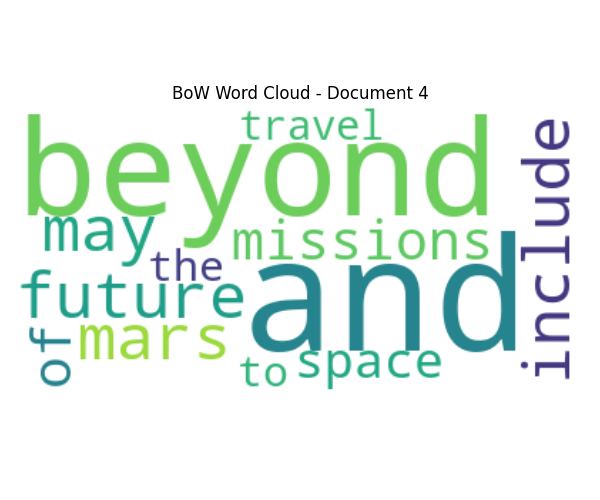 BoW Word Cloud - Document 4
travel
beyond
may
missions
include
the
and
future
mars
of
to
space